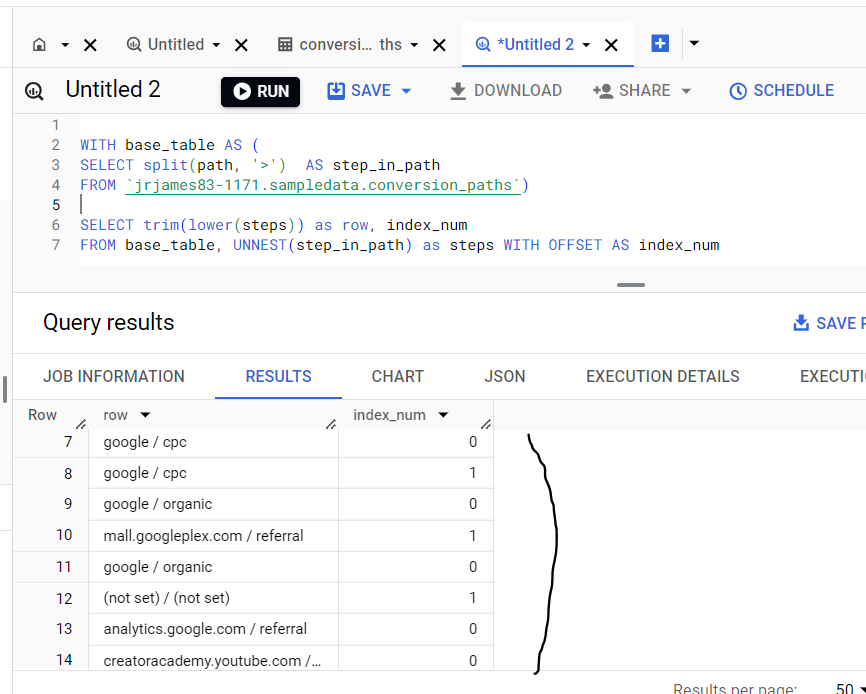 Untitled
conversi... ths
*Untitled 2
Untitled 2
RUN
SAVE
DOWNLOAD
SHARE
SCHEDULE
1
2 WITH base_table AS (
3 SELECT split(path, '>')  AS step_in_path
4 FROM `jrjames83-1171.sampledata.conversion_paths`)
5
6 SELECT trim(lower(steps)) as row, index_num
7 FROM base_table, UNNEST(step_in_path) as steps WITH OFFSET AS index_num
Query results
SAVE
JOB INFORMATION RESULTS CHART JSON EXECUTION DETAILS EXECUTI
Row row index_num
7 google / cpc 0
8 google / cpc 1
9 google / organic 0
10 mall.googleplex.com / referral 1
11 google / organic 0
12 (not set) / (not set) 1
13 analytics.google.com / referral 0
14 creatoracademy.youtube.com /... 0
Results per page: 50